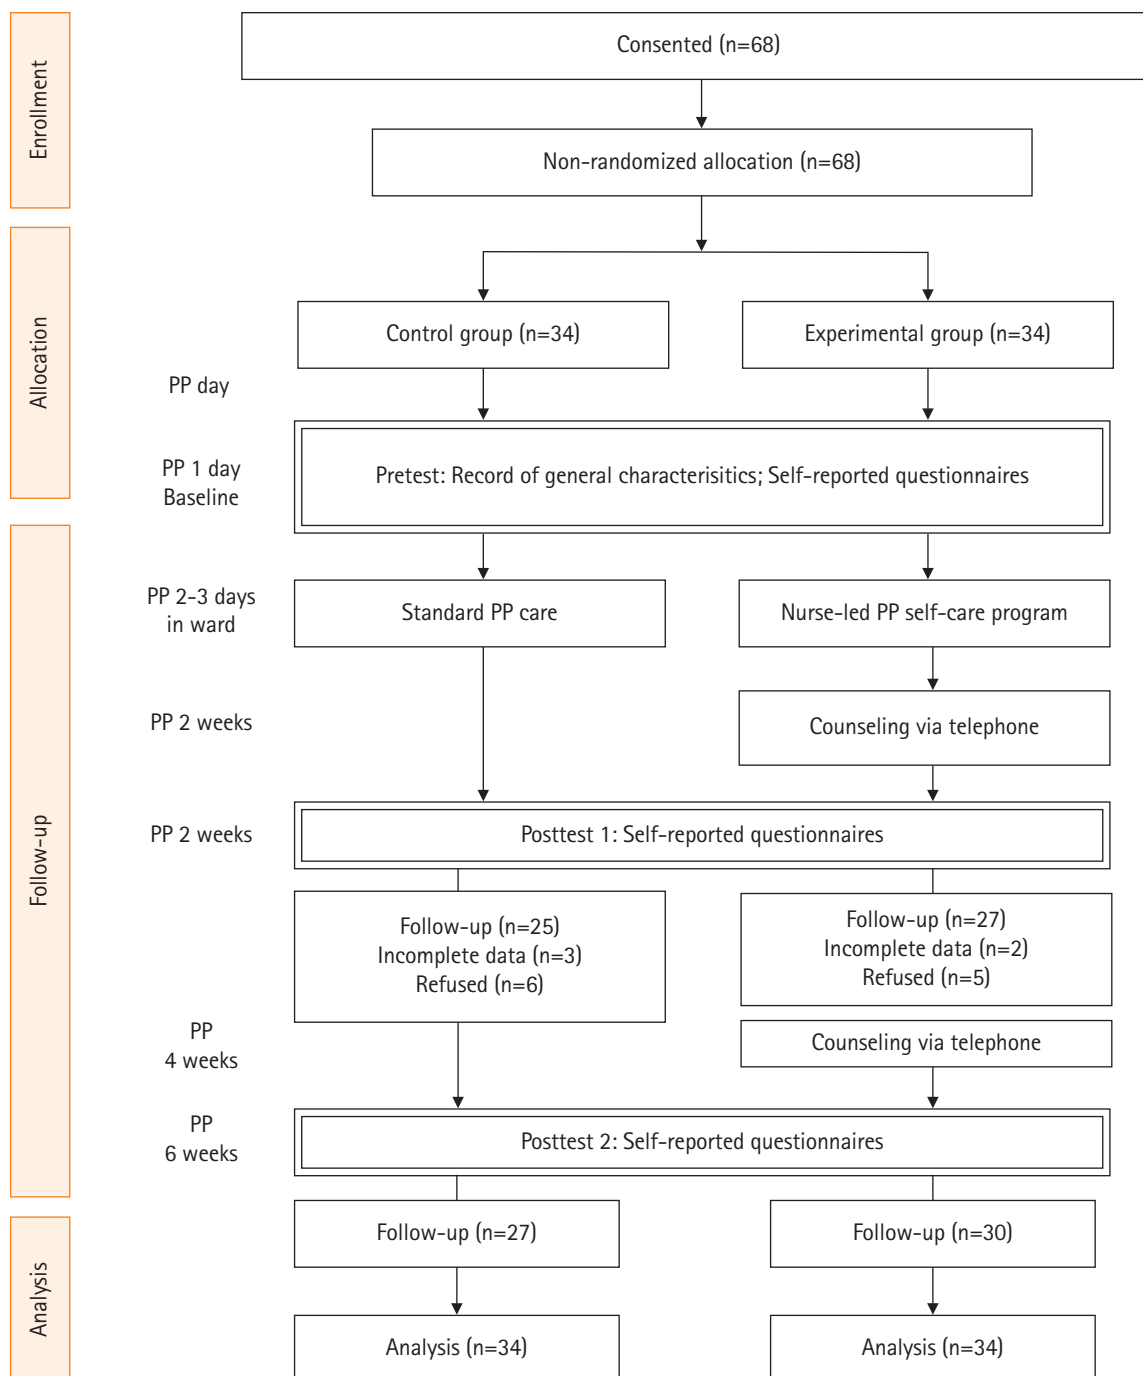 Enrollment
Consented (n=68)
Non-randomized allocation (n=68)
Allocation
Control group (n=34)
Experimental group (n=34)
PP day
PP 1 day
Baseline
Pretest: Record of general characterisitics; Self-reported questionnaires
Follow-up
PP 2-3 days
in ward
Standard PP care
Nurse-led PP self-care program
PP 2 weeks
Counseling via telephone
PP 2 weeks
Posttest 1: Self-reported questionnaires
Follow-up (n=25)
Incomplete data (n=3)
Refused (n=6)
Follow-up (n=27)
Incomplete data (n=2)
Refused (n=5)
PP
4 weeks
Counseling via telephone
PP
6 weeks
Posttest 2: Self-reported questionnaires
Follow-up (n=27)
Follow-up (n=30)
Analysis
Analysis (n=34)
Analysis (n=34)